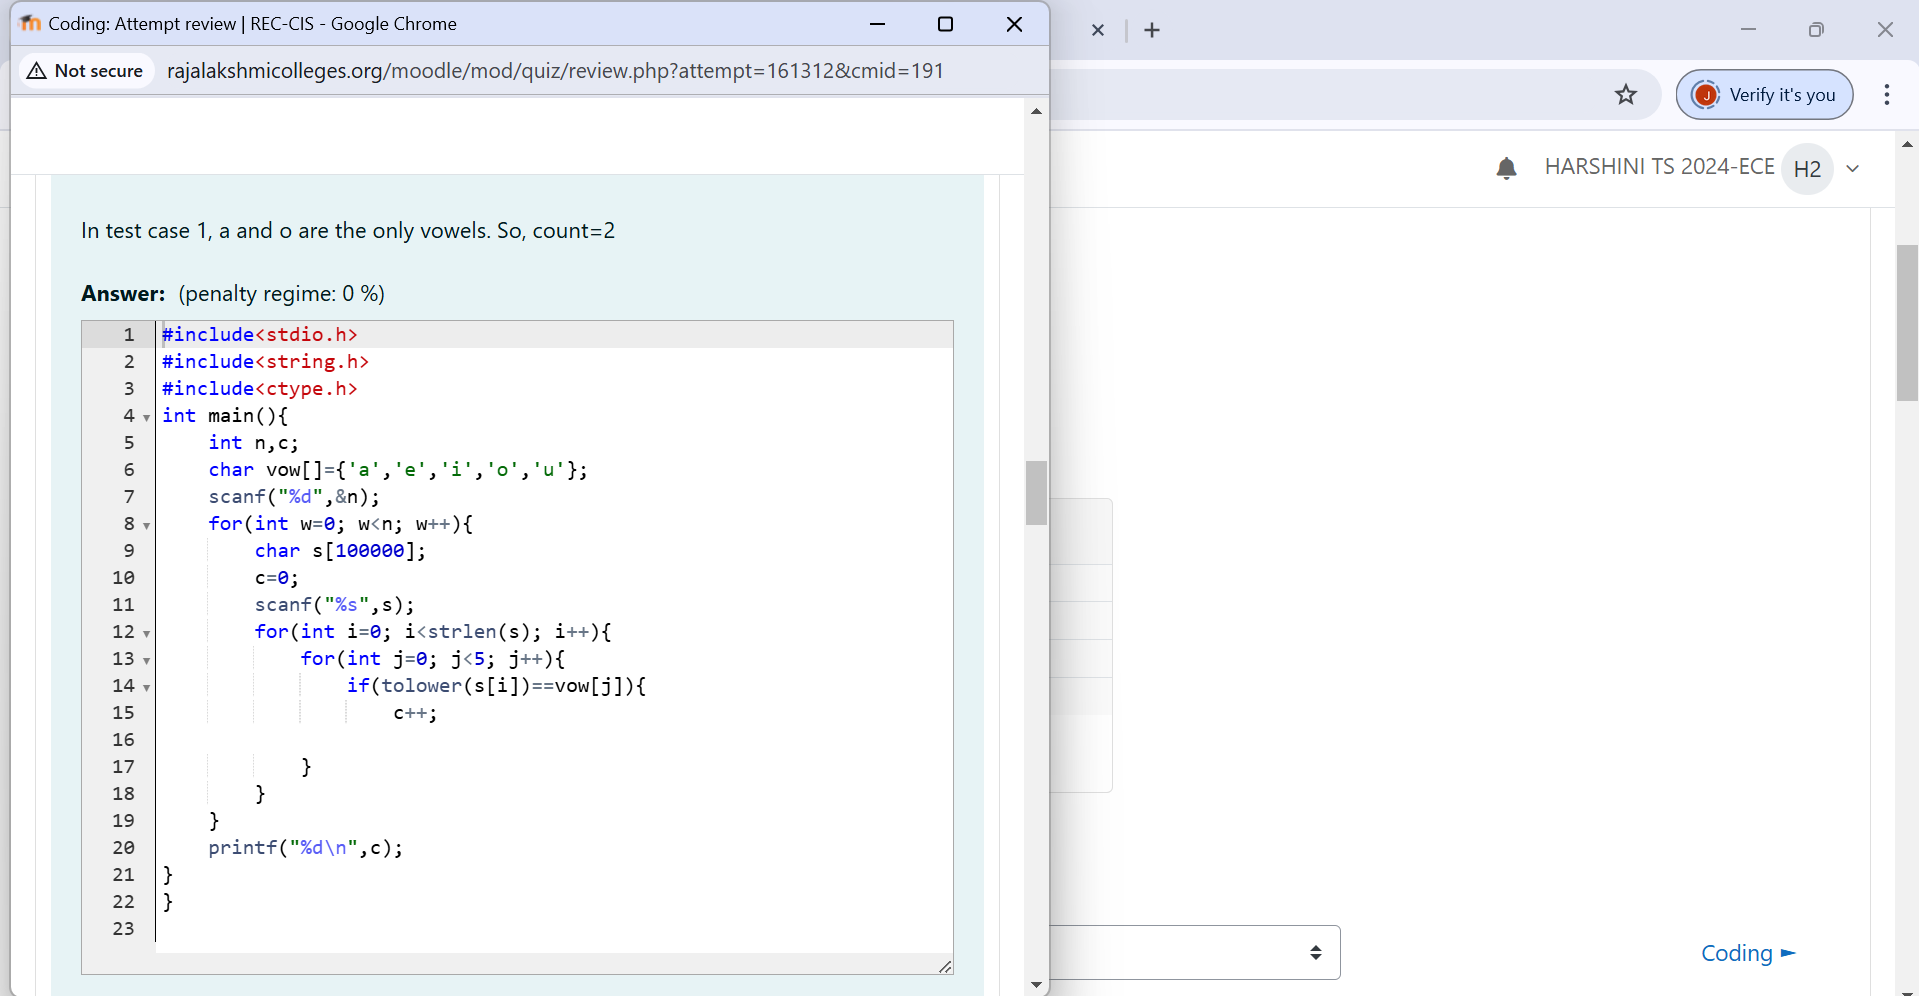 Coding: Attempt review | REC-CIS - Google Chrome
Not secure
rajalakshmicolleges.org/moodle/mod/quiz/review.php?attempt=161312&cmid=191
Verify it's you
J
HARSHINI TS 2024-ECE
H2
In test case 1, a and o are the only vowels. So, count=2
Answer: (penalty regime: 0 %)
1 #include<stdio.h>
2 #include<string.h>
3 #include<ctype.h>
4 int main(){
5 int n,c;
6 char vow[]={'a','e','i','o','u'};
7 scanf("%d",&n);
8 for(int w=0; w<n; w++){
9 char s[100000];
10 c=0;
11 scanf("%s",s);
12 for(int i=0; i<strlen(s); i++){
13 for(int j=0; j<5; j++){
14 if(tolower(s[i])==vow[j]){
15 c++;
16
17 }
18 }
19 }
20 printf("%d\n",c);
21 }
22 }
23
Coding ►